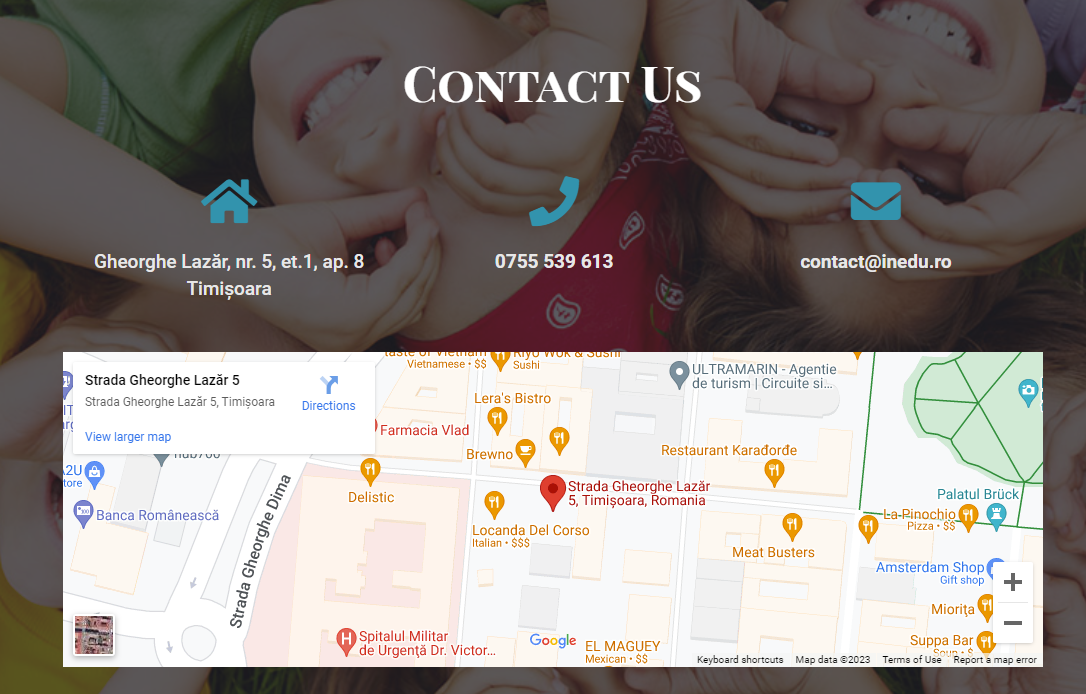 Contact Us
Gheorghe Lazăr, nr. 5, et.1, ap. 8
Timișoara
0755 539 613
contact@inedu.ro
Strada Gheorghe Lazăr 5
Strada Gheorghe Lazăr 5, Timișoara
Directions
View larger map
Taste of Vietnam
Vietnamese • $$
Riyo Wok & Sushi
Sushi
ULTRAMARIN - Agentie
de turism | Circuite si...
Lera's Bistro
Farmacia Vlad
Brewno
Restaurant Karađorđe
Strada Gheorghe Lazăr
5, Timișoara, Romania
Delistic
Banca Românească
Strada Gheorghe Dima
Locanda Del Corso
Italian • $$$
Palatul Brück
La Pinochio
Pizza • $$
Meat Busters
Amsterdam Shop
Gift shop
Miorița
Suppa Bar
Soup • $$
Spitalul Militar
de Urgență Dr. Victor...
Google
EL MAGUEY
Mexican • $$
Keyboard shortcuts
Map data ©2023
Terms of Use
Report a map error